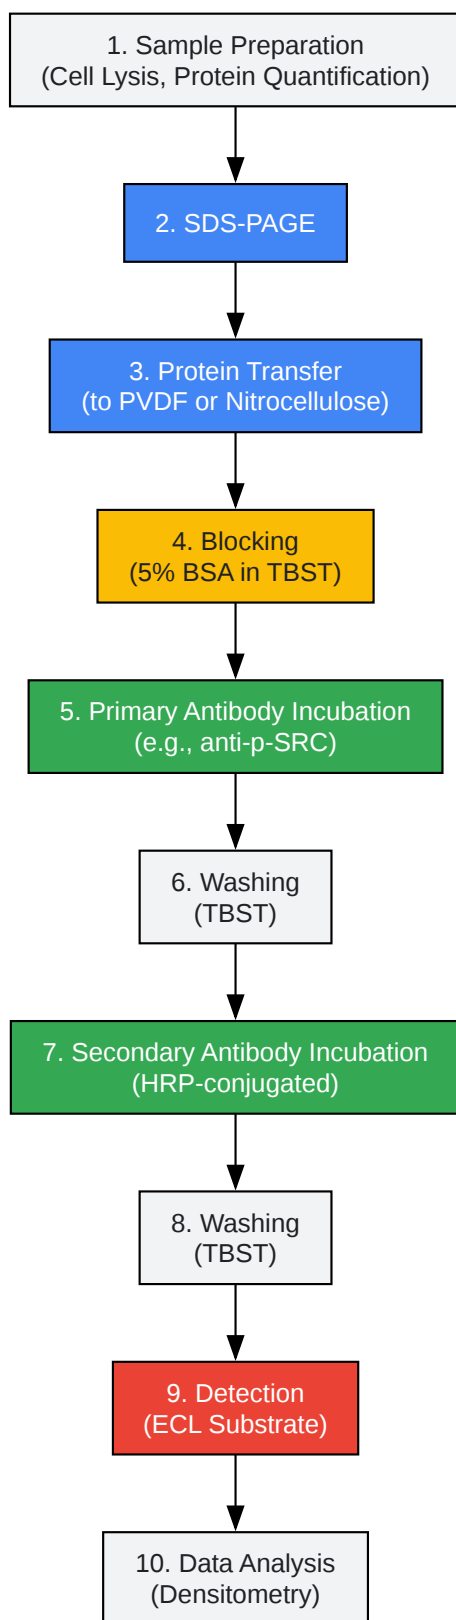 1. Sample Preparation
(Cell Lysis, Protein Quantification)
2. SDS-PAGE
3. Protein Transfer
(to PVDF or Nitrocellulose)
4. Blocking
(5% BSA in TBST)
5. Primary Antibody Incubation
(e.g., anti-p-SRC)
6. Washing
(TBST)
7. Secondary Antibody Incubation
(HRP-conjugated)
8. Washing
(TBST)
9. Detection
(ECL Substrate)
10. Data Analysis
(Densitometry)